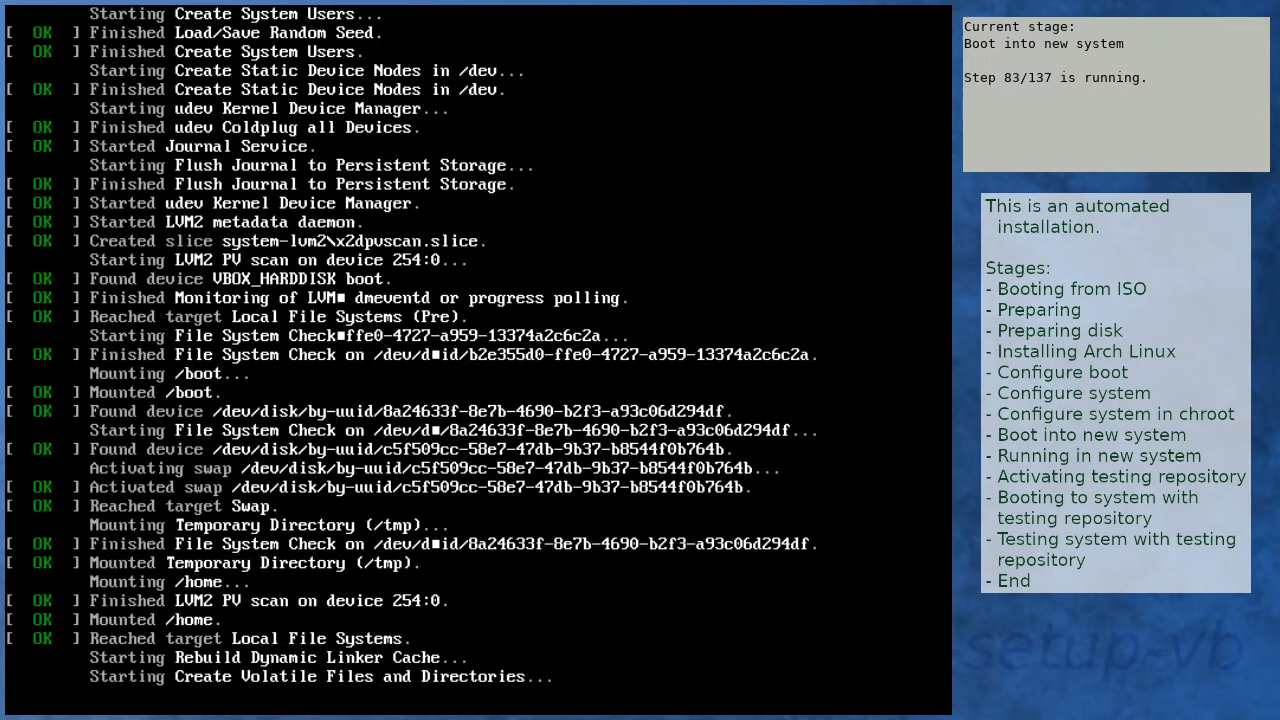 Starting Create System Users...
[  OK  ] Finished Load/Save Random Seed.
[  OK  ] Finished Create System Users.
Starting Create Static Device Nodes in /dev...
[  OK  ] Finished Create Static Device Nodes in /dev.
Starting udev Kernel Device Manager...
[  OK  ] Finished udev Coldplug all Devices.
[  OK  ] Started Journal Service.
Starting Flush Journal to Persistent Storage...
[  OK  ] Finished Flush Journal to Persistent Storage.
[  OK  ] Started udev Kernel Device Manager.
[  OK  ] Started LVM2 metadata daemon.
[  OK  ] Created slice system-lvm2\x2dpvscan.slice.
Starting LVM2 PV scan on device 254:0...
[  OK  ] Found device VBOX_HARDDISK boot.
[  OK  ] Finished Monitoring of LVM■ dmeventd or progress polling.
[  OK  ] Reached target Local File Systems (Pre).
Starting File System Check■ffe0-4727-a959-13374a2c6c2a...
[  OK  ] Finished File System Check on /dev/d■id/b2e355d0-ffe0-4727-a959-13374a2c6c2a.
Mounting /boot...
[  OK  ] Mounted /boot.
[  OK  ] Found device /dev/disk/by-uuid/8a24633f-8e7b-4690-b2f3-a93c06d294df.
Starting File System Check on /dev/d■/8a24633f-8e7b-4690-b2f3-a93c06d294df...
[  OK  ] Found device /dev/disk/by-uuid/c5f509cc-58e7-47db-9b37-b8544f0b764b.
Activating swap /dev/disk/by-uuid/c5f509cc-58e7-47db-9b37-b8544f0b764b...
[  OK  ] Activated swap /dev/disk/by-uuid/c5f509cc-58e7-47db-9b37-b8544f0b764b.
[  OK  ] Reached target Swap.
Mounting Temporary Directory (/tmp)...
[  OK  ] Finished File System Check on /dev/d■id/8a24633f-8e7b-4690-b2f3-a93c06d294df.
[  OK  ] Mounted Temporary Directory (/tmp).
Mounting /home...
[  OK  ] Finished LVM2 PV scan on device 254:0.
[  OK  ] Mounted /home.
[  OK  ] Reached target Local File Systems.
Starting Rebuild Dynamic Linker Cache...
Starting Create Volatile Files and Directories...
Current stage:
Boot into new system
Step 83/137 is running.
This is an automated
installation.
Stages:
- Booting from ISO
- Preparing
- Preparing disk
- Installing Arch Linux
- Configure boot
- Configure system
- Configure system in chroot
- Boot into new system
- Running in new system
- Activating testing repository
- Booting to system with
testing repository
- Testing system with testing
repository
- End
setup-vb